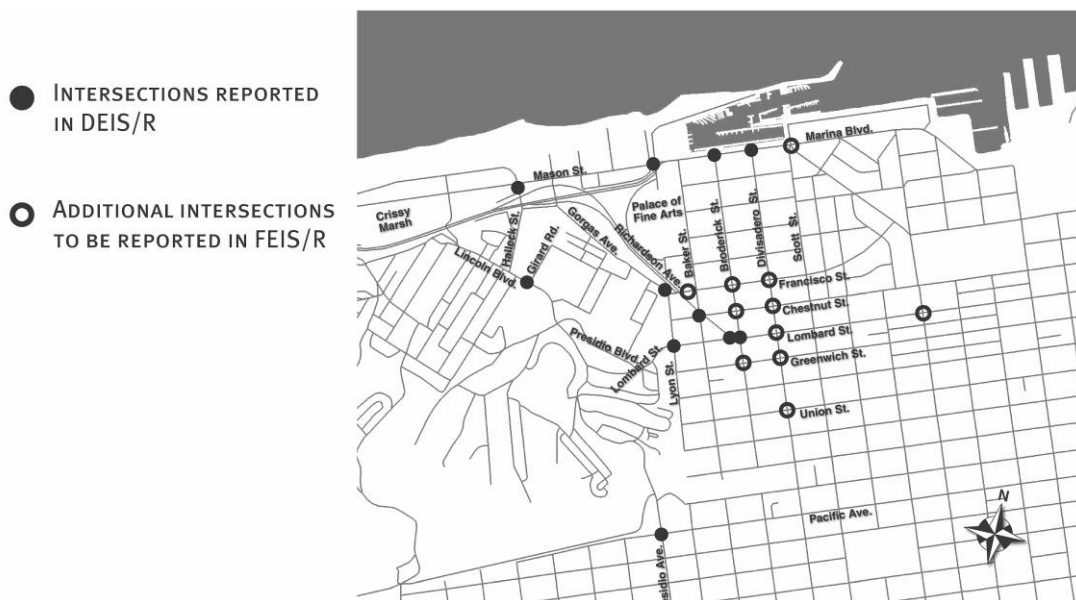 INTERSECTIONS REPORTED
IN DEIS/R
ADDITIONAL INTERSECTIONS
TO BE REPORTED IN FEIS/R
Marina Blvd.
Mason St.
Crissy
Marsh
Palace of
Fine Arts
Halleck St.
Girard Rd.
Gorgas Ave.
Richardson Ave.
Baker St.
Broderick St.
Divisadero St.
Scott St.
Lincoln Blvd.
Francisco St.
Chestnut St.
Lombard St.
Greenwich St.
Presidio Blvd.
Lombard St.
Lyon St.
Union St.
Pacific Ave.
sidio Ave.
N